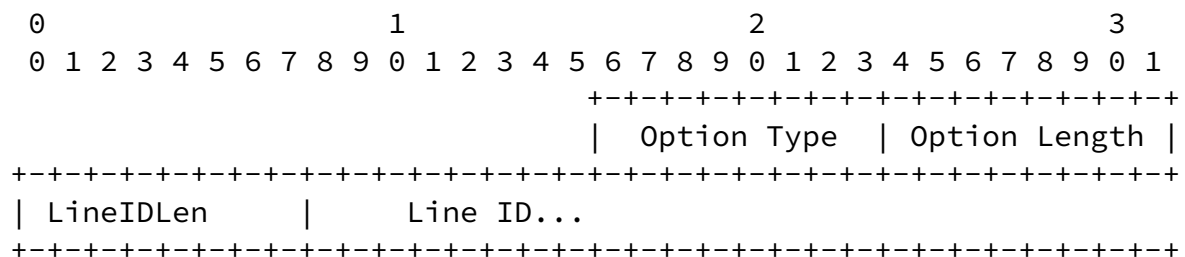 0                   1                   2                   3
 0 1 2 3 4 5 6 7 8 9 0 1 2 3 4 5 6 7 8 9 0 1 2 3 4 5 6 7 8 9 0 1
                                +-+-+-+-+-+-+-+-+-+-+-+-+-+-+-+-+
                                |  Option Type  | Option Length |
+-+-+-+-+-+-+-+-+-+-+-+-+-+-+-+-+-+-+-+-+-+-+-+-+-+-+-+-+-+-+-+-+
| LineIDLen     |     Line ID...
+-+-+-+-+-+-+-+-+-+-+-+-+-+-+-+-+-+-+-+-+-+-+-+-+-+-+-+-+-+-+-+-+